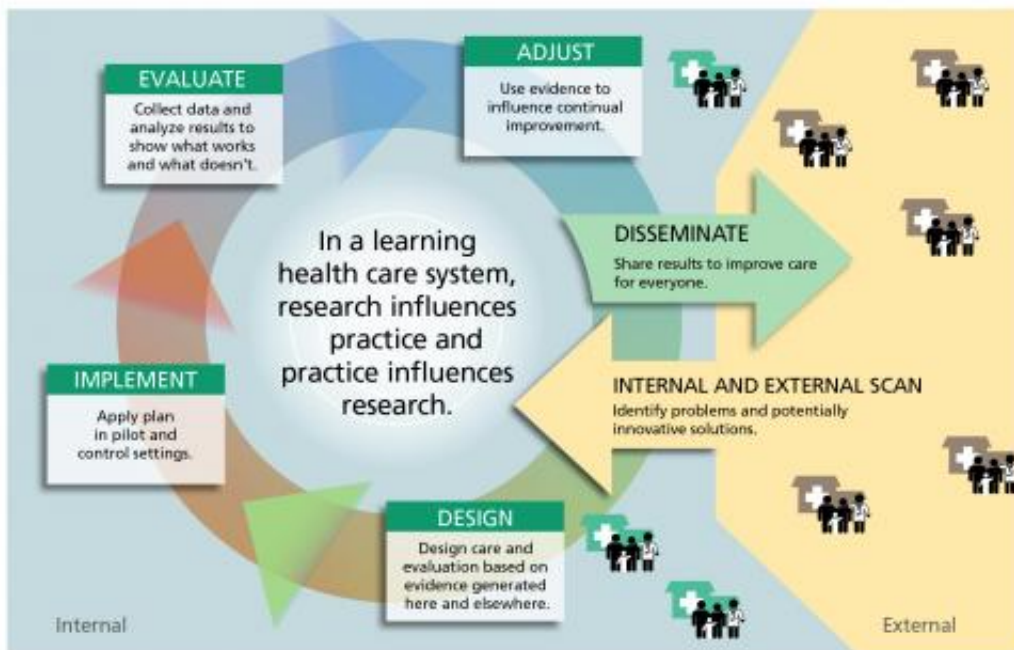 ADJUST
Use evidence to
influence continual
improvement.
EVALUATE
Collect data and
analyze results to
show what works
and what doesn't.
In a learning
health care system,
research influences
practice and
practice influences
research.
DISSEMINATE
Share results to improve care
for everyone.
INTERNAL AND EXTERNAL SCAN
Identify problems and potentially
innovative solutions.
IMPLEMENT
Apply plan
in pilot and
control settings.
DESIGN
Design care and
evaluation based on
evidence generated
here and elsewhere.
Internal
External